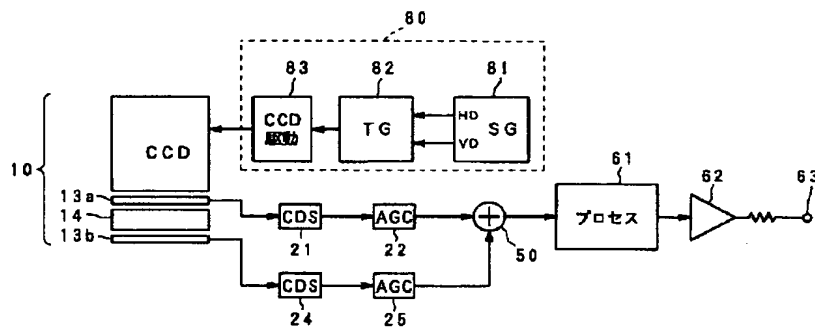 80
83
82
81
CCD
駆動
TG
HD
VD
SG
10
CCD
13a
14
13b
CDS
21
AGC
22
50
61
プロセス
62
63
CDS
24
AGC
25